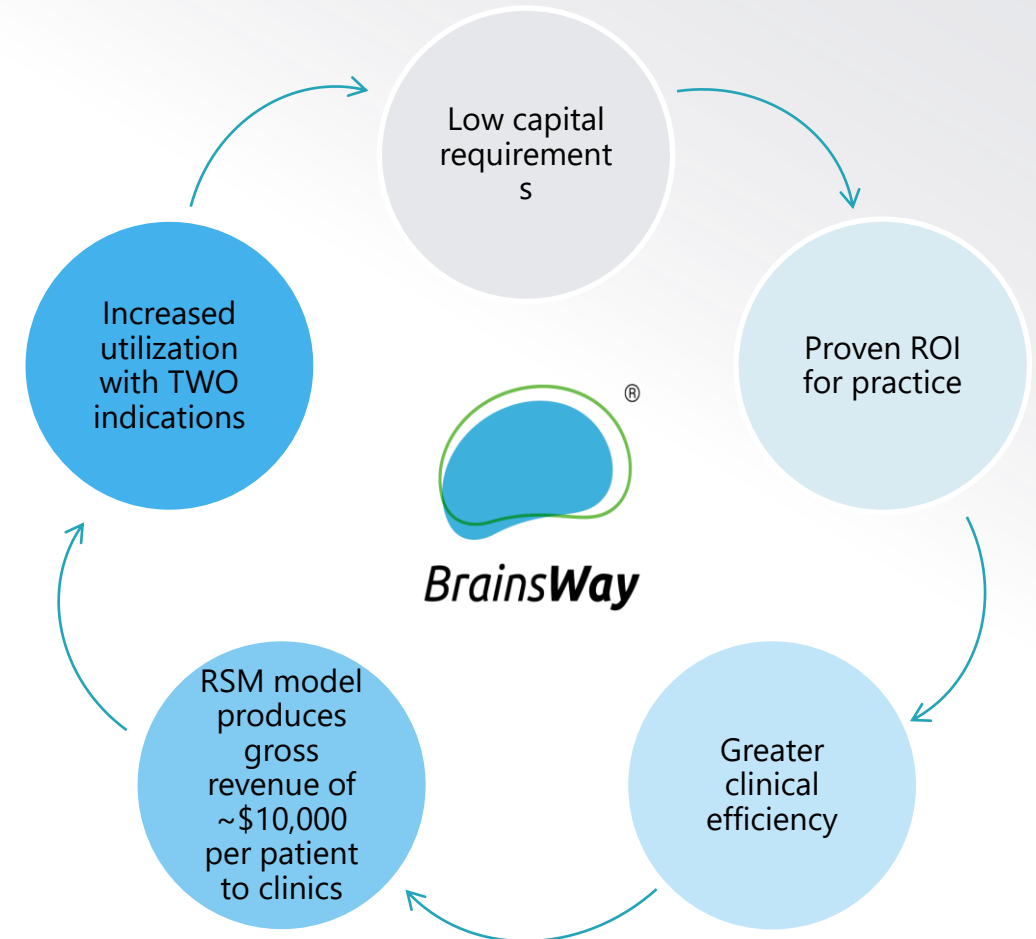 Low capital
requirement
s
Proven ROI
for practice
Greater
clinical
efficiency
RSM model
produces
gross
revenue of
~$10,000
per patient
to clinics
Increased
utilization
with TWO
indications
®
BrainsWay